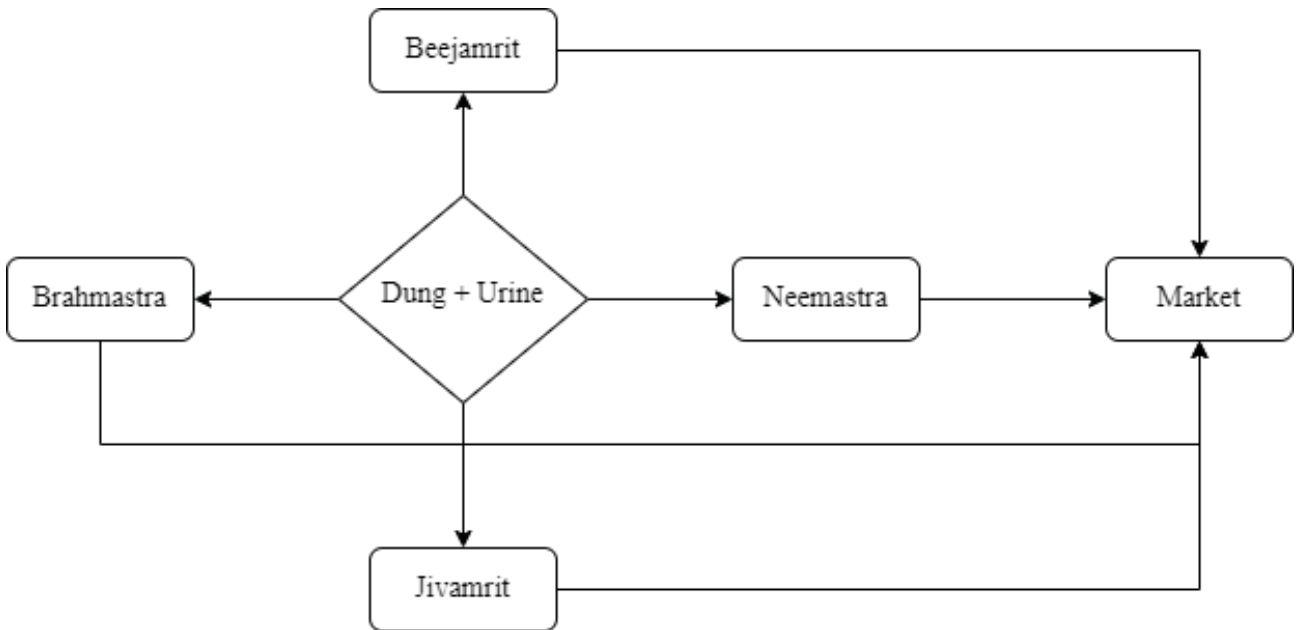 Beejamrit
Brahmastra
Dung + Urine
Neemastra
Market
Jivamrit